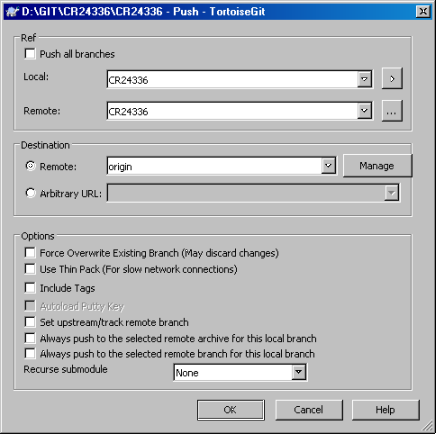 D:\GIT\CR24336\CR24336 - Push - TortoiseGit
Ref
Push all branches
Local: CR24336
Remote: CR24336 ...
Destination
Remote: origin Manage
Arbitrary URL:
Options
Force Overwrite Existing Branch (May discard changes)
Use Thin Pack (For slow network connections)
Include Tags
Autoload Putty Key
Set upstream/track remote branch
Always push to the selected remote archive for this local branch
Always push to the selected remote branch for this local branch
Recurse submodule None
OK Cancel Help